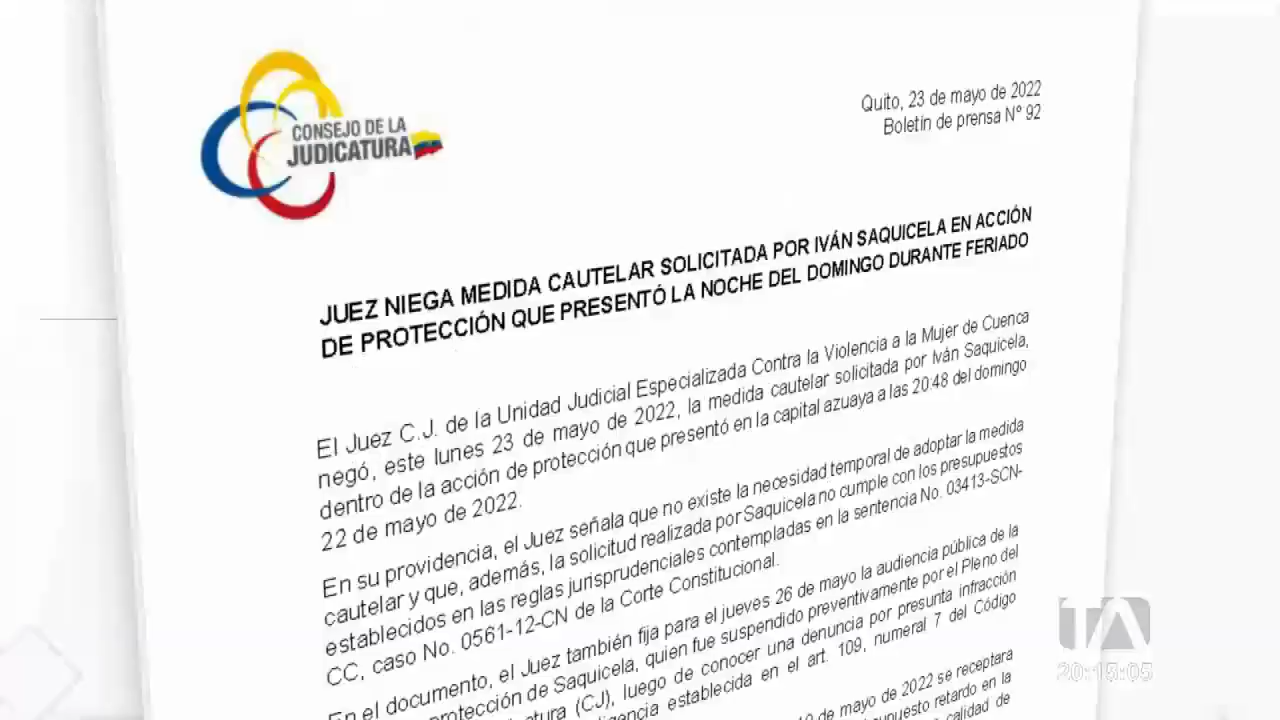 CONSEJO DE LA
JUDICATURA
Quito, 23 de mayo de 2022
Boletín de prensa N° 92
JUEZ NIEGA MEDIDA CAUTELAR SOLICITADA POR IVÁN SAQUICELA EN ACCIÓN
DE PROTECCIÓN QUE PRESENTÓ LA NOCHE DEL DOMINGO DURANTE FERIADO
El Juez C.J. de la Unidad Judicial Especializada Contra la Violencia a la Mujer de Cuenca
negó, este lunes 23 de mayo de 2022, la medida cautelar solicitada por Iván Saquicela,
dentro de la acción de protección que presentó en la capital azuaya a las 20:48 del domingo
22 de mayo de 2022.
En su providencia, el Juez señala que no existe la necesidad temporal de adoptar la medida
cautelar y que, además, la solicitud realizada por Saquicela no cumple con los presupuestos
establecidos en las reglas jurisprudenciales contempladas en la sentencia No. 03413-SCN-
CC, caso No. 0561-12-CN de la Corte Constitucional.
En el documento, el Juez también fija para el jueves 26 de mayo la audiencia pública de la
protección de Saquicela, quien fue suspendido preventivamente por el Pleno del
(CJ), luego de conocer una denuncia por presunta infracción
establecida en el art. 109, numeral 7 del Código
de mayo de 2022 se receptara
retardo en la
calidad de
TA
20:15:05